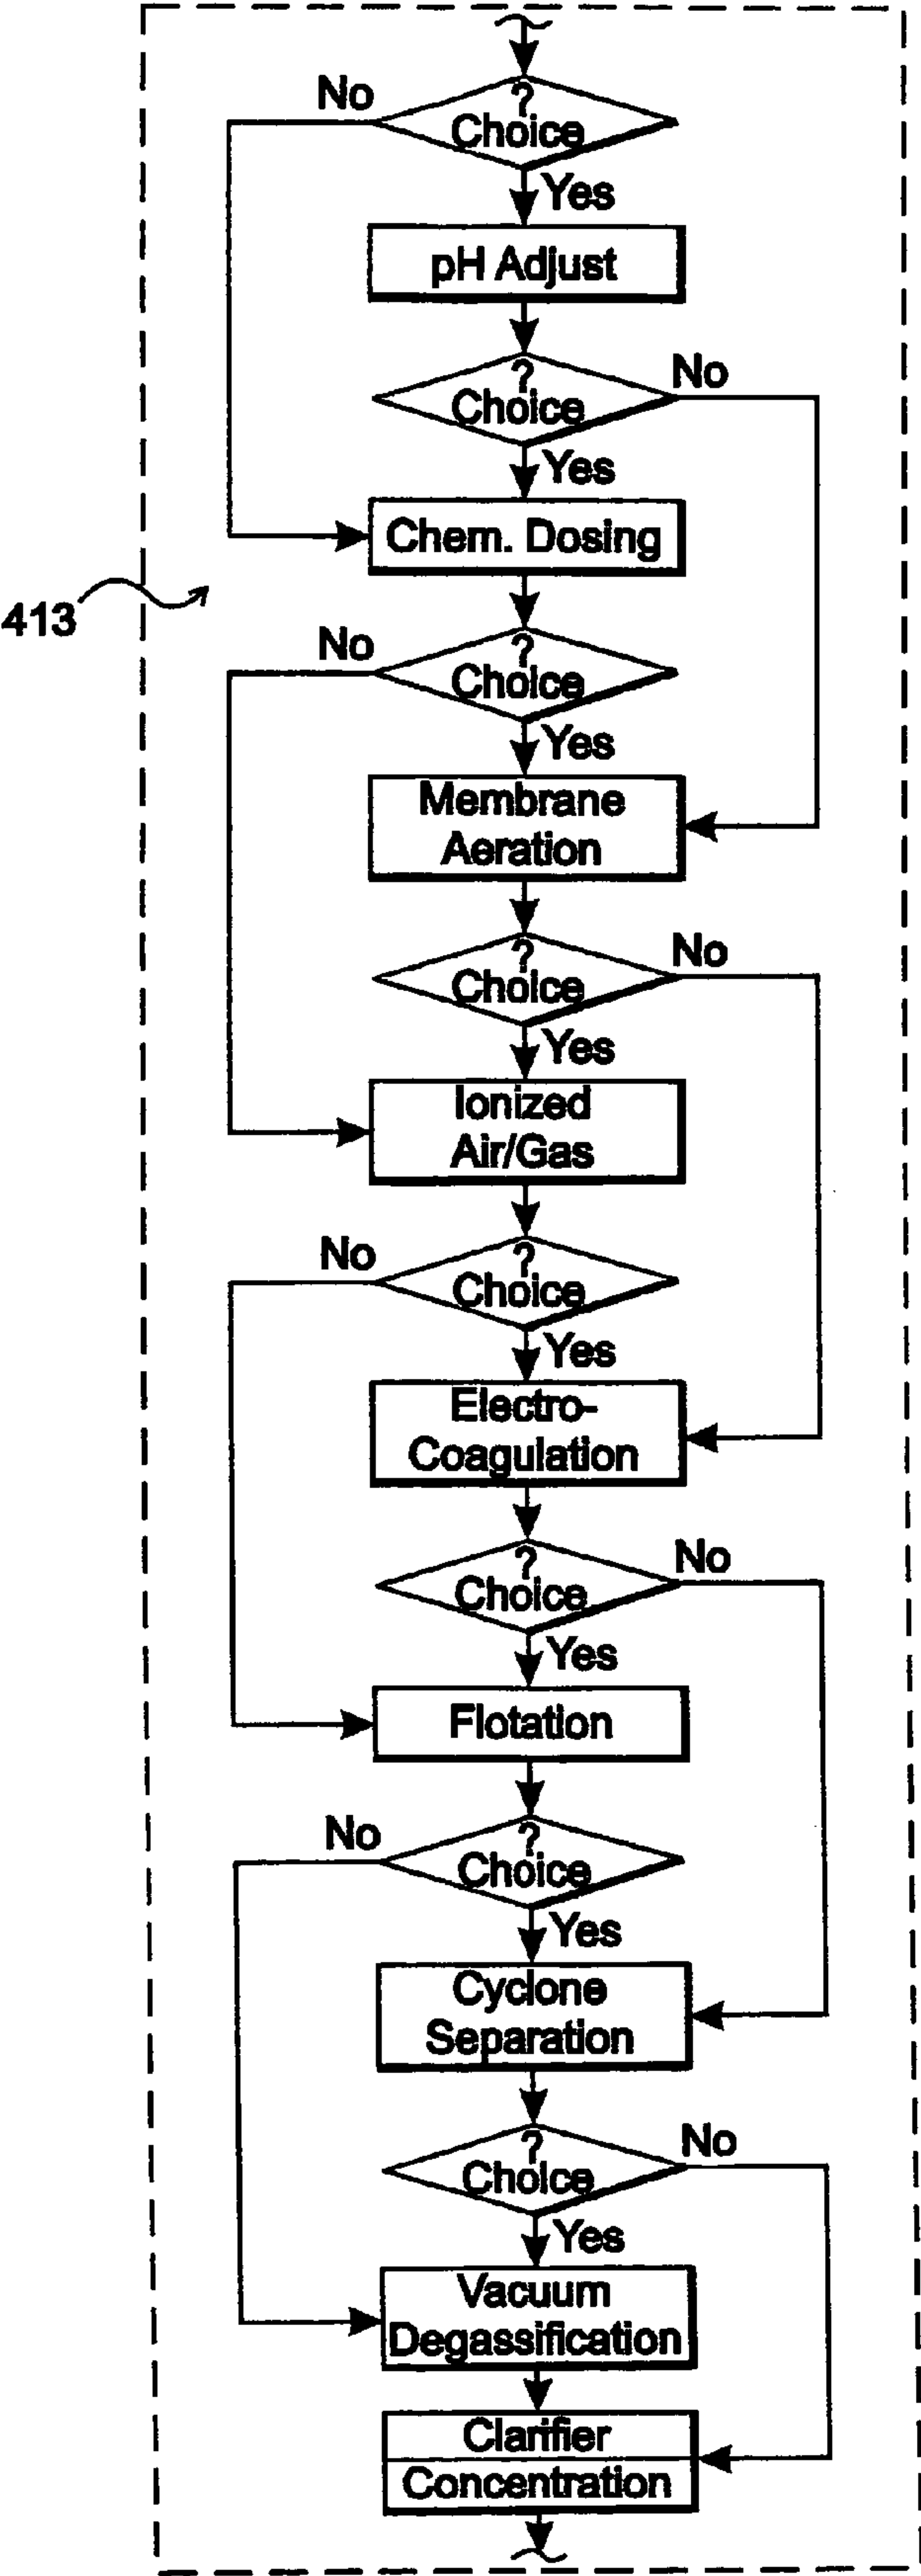 No
?
Choice
Yes
pH Adjust
?
Choice
No
Yes
Chem. Dosing
413
No
?
Choice
Yes
Membrane
Aeration
?
Choice
No
Yes
Ionized
Air/Gas
No
?
Choice
Yes
Electro-
Coagulation
?
Choice
No
Yes
Flotation
No
?
Choice
Yes
Cyclone
Separation
?
Choice
No
Yes
Vacuum
Degassification
Clarifier
Concentration